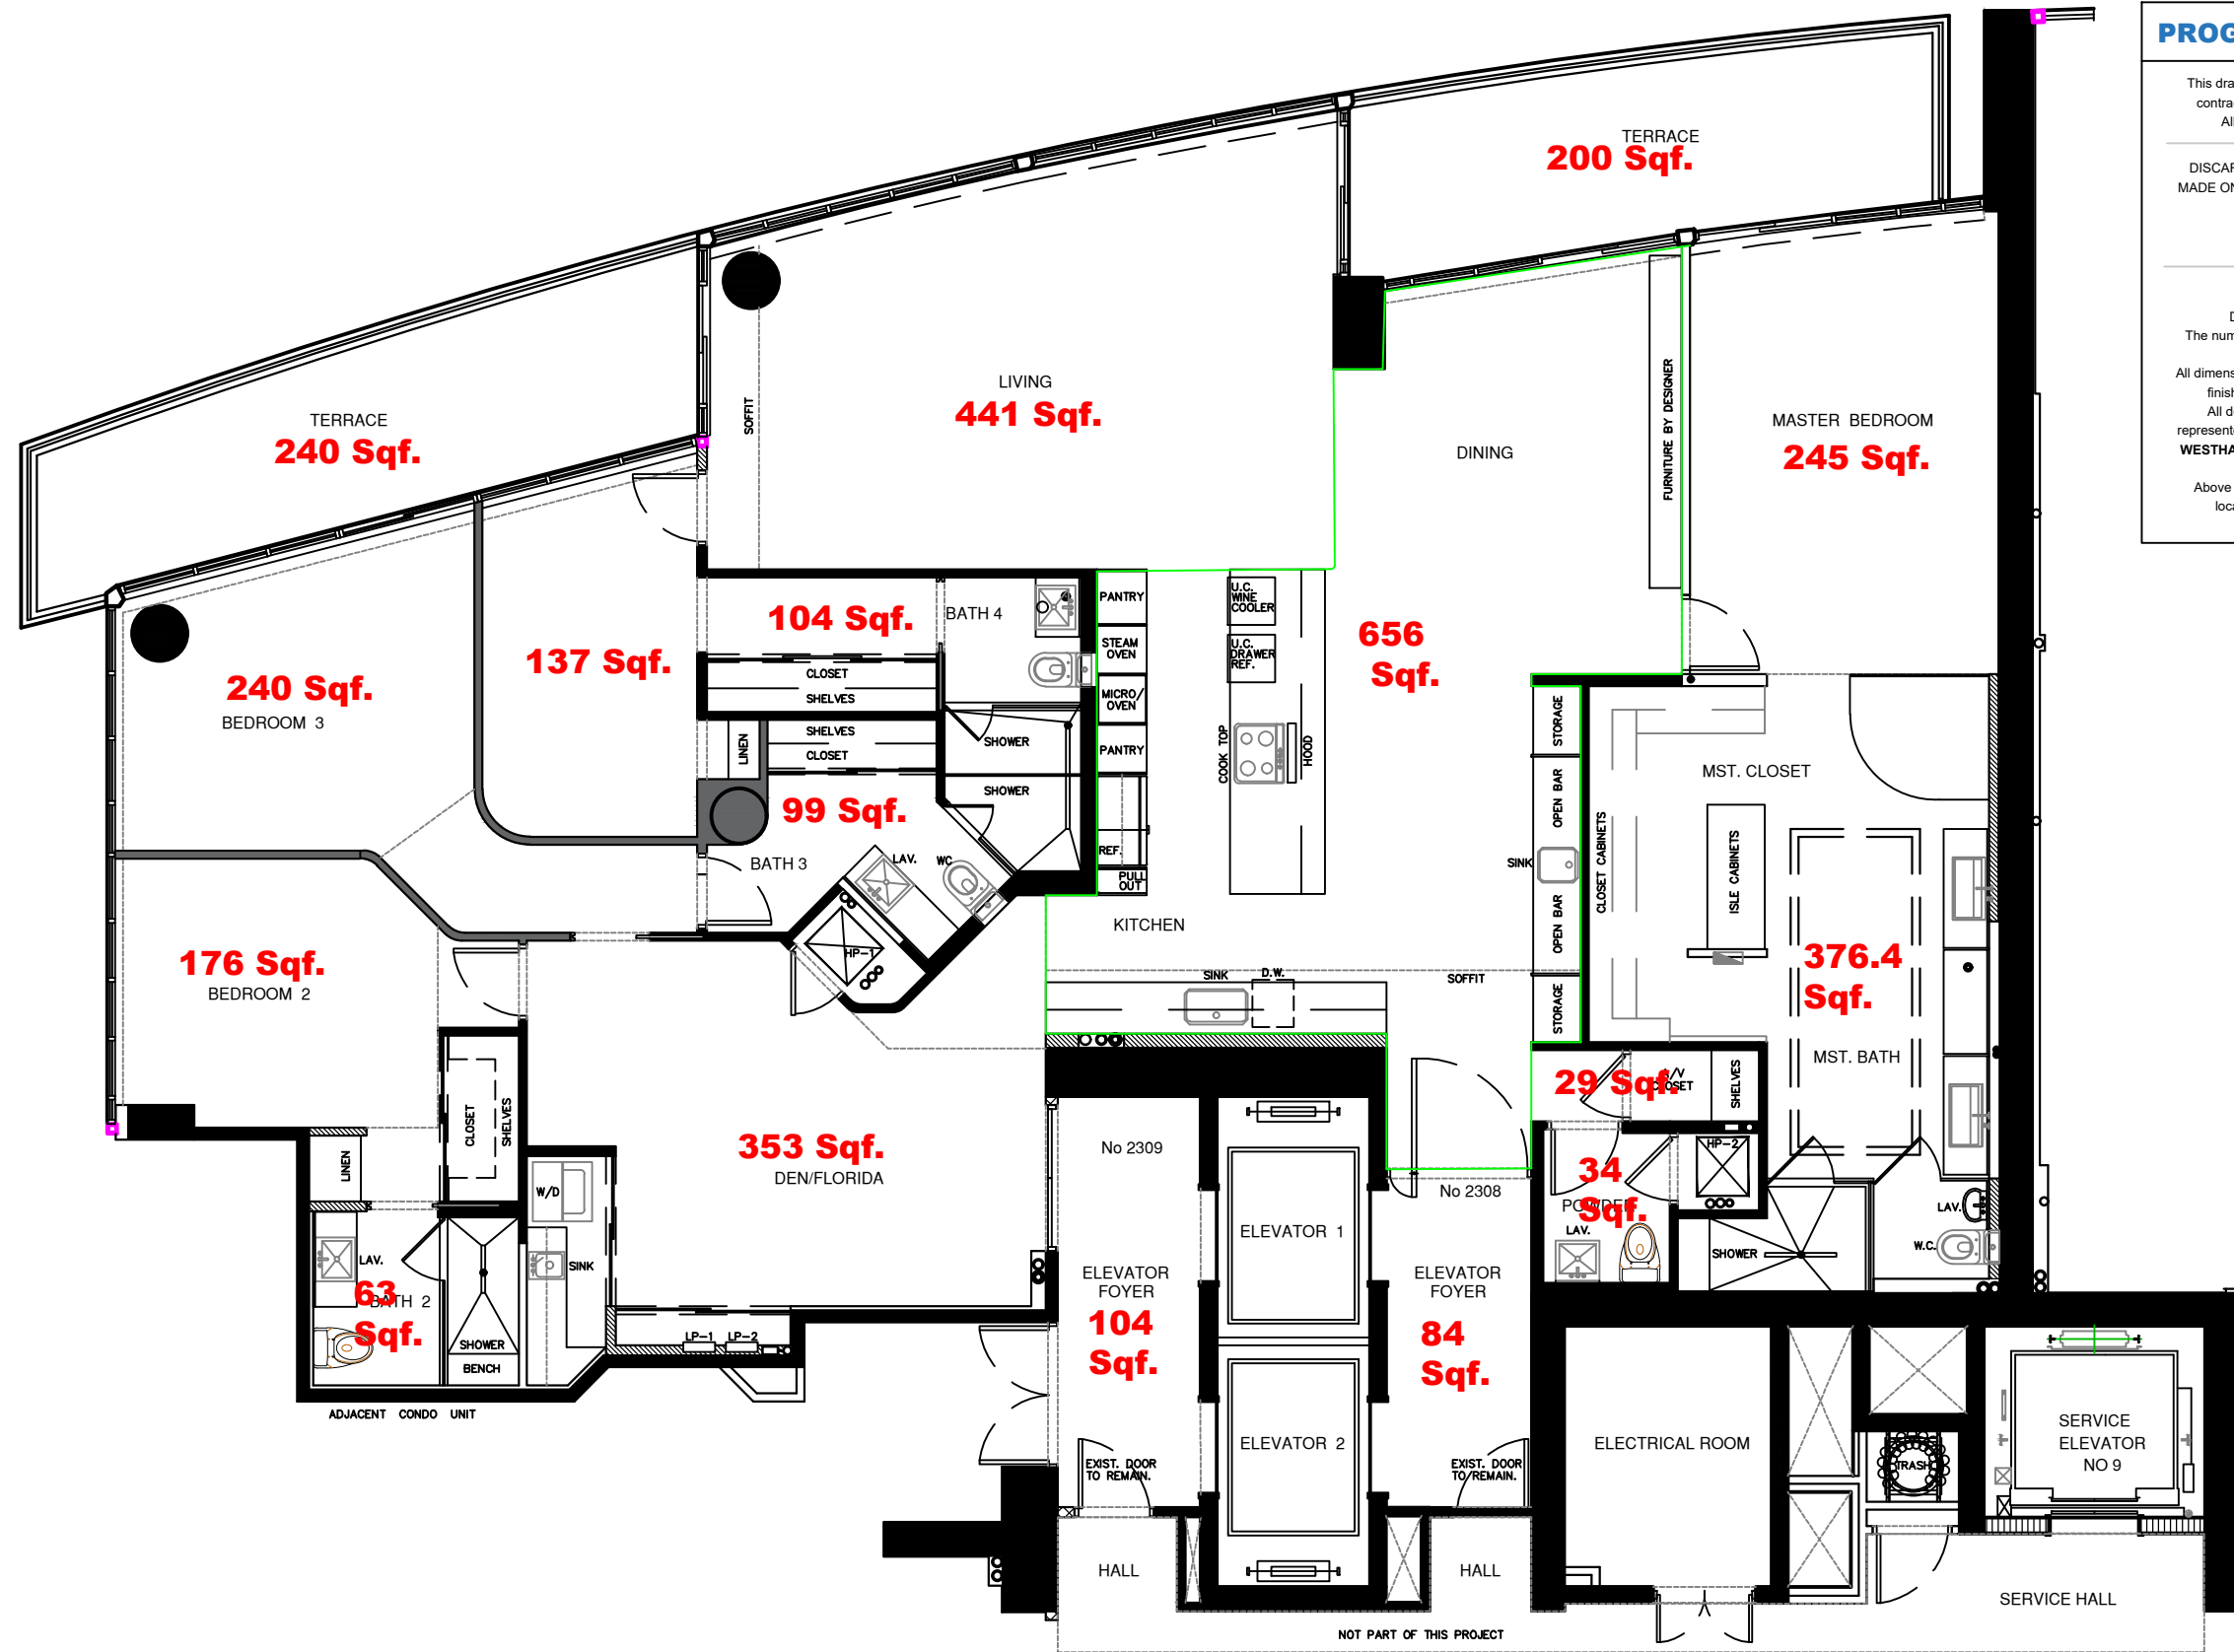 PROG
This dra
contra
All
DISCAR
MADE ON
The num
All dimens
finish
All d
represente
WESTHA
Above
loca
TERRACE
200 Sqf.
TERRACE
240 Sqf.
SOFFIT
LIVING
441 Sqf.
DINING
FURNITURE BY DESIGNER
MASTER BEDROOM
245 Sqf.
240 Sqf.
BEDROOM 3
137 Sqf.
104 Sqf.
BATH 4
CLOSET
SHELVES
SHELVES
CLOSET
LINEN
SHOWER
SHOWER
99 Sqf.
BATH 3
LAV.
WC
HP-1
PANTRY
STEAM
OVEN
MICRO/
OVEN
PANTRY
REF.
PULL
OUT
U.C.
WINE
COOLER
U.C.
DRAWER
REF.
COOK TOP
HOOD
656
Sqf.
KITCHEN
SINK
D.W.
SOFFIT
STORAGE
OPEN BAR
SINK
OPEN BAR
STORAGE
CLOSET CABINETS
MST. CLOSET
ISLE CABINETS
376.4
Sqf.
MST. BATH
176 Sqf.
BEDROOM 2
CLOSET
SHELVES
LINEN
LAV.
63
Sqf.
BATH 2
SHOWER
BENCH
W/D
SINK
353 Sqf.
DEN/FLORIDA
LP-1
LP-2
ADJACENT CONDO UNIT
No 2309
ELEVATOR
FOYER
104
Sqf.
EXIST. DOOR
TO REMAIN.
HALL
ELEVATOR 1
ELEVATOR 2
No 2308
ELEVATOR
FOYER
84
Sqf.
EXIST. DOOR
TO REMAIN.
HALL
29 Sqf.
CLOSET
SHELVES
34
Sqf.
POWDER
LAV.
HP-2
SHOWER
LAV.
W.C.
ELECTRICAL ROOM
TRASH
SERVICE
ELEVATOR
NO 9
SERVICE HALL
NOT PART OF THIS PROJECT